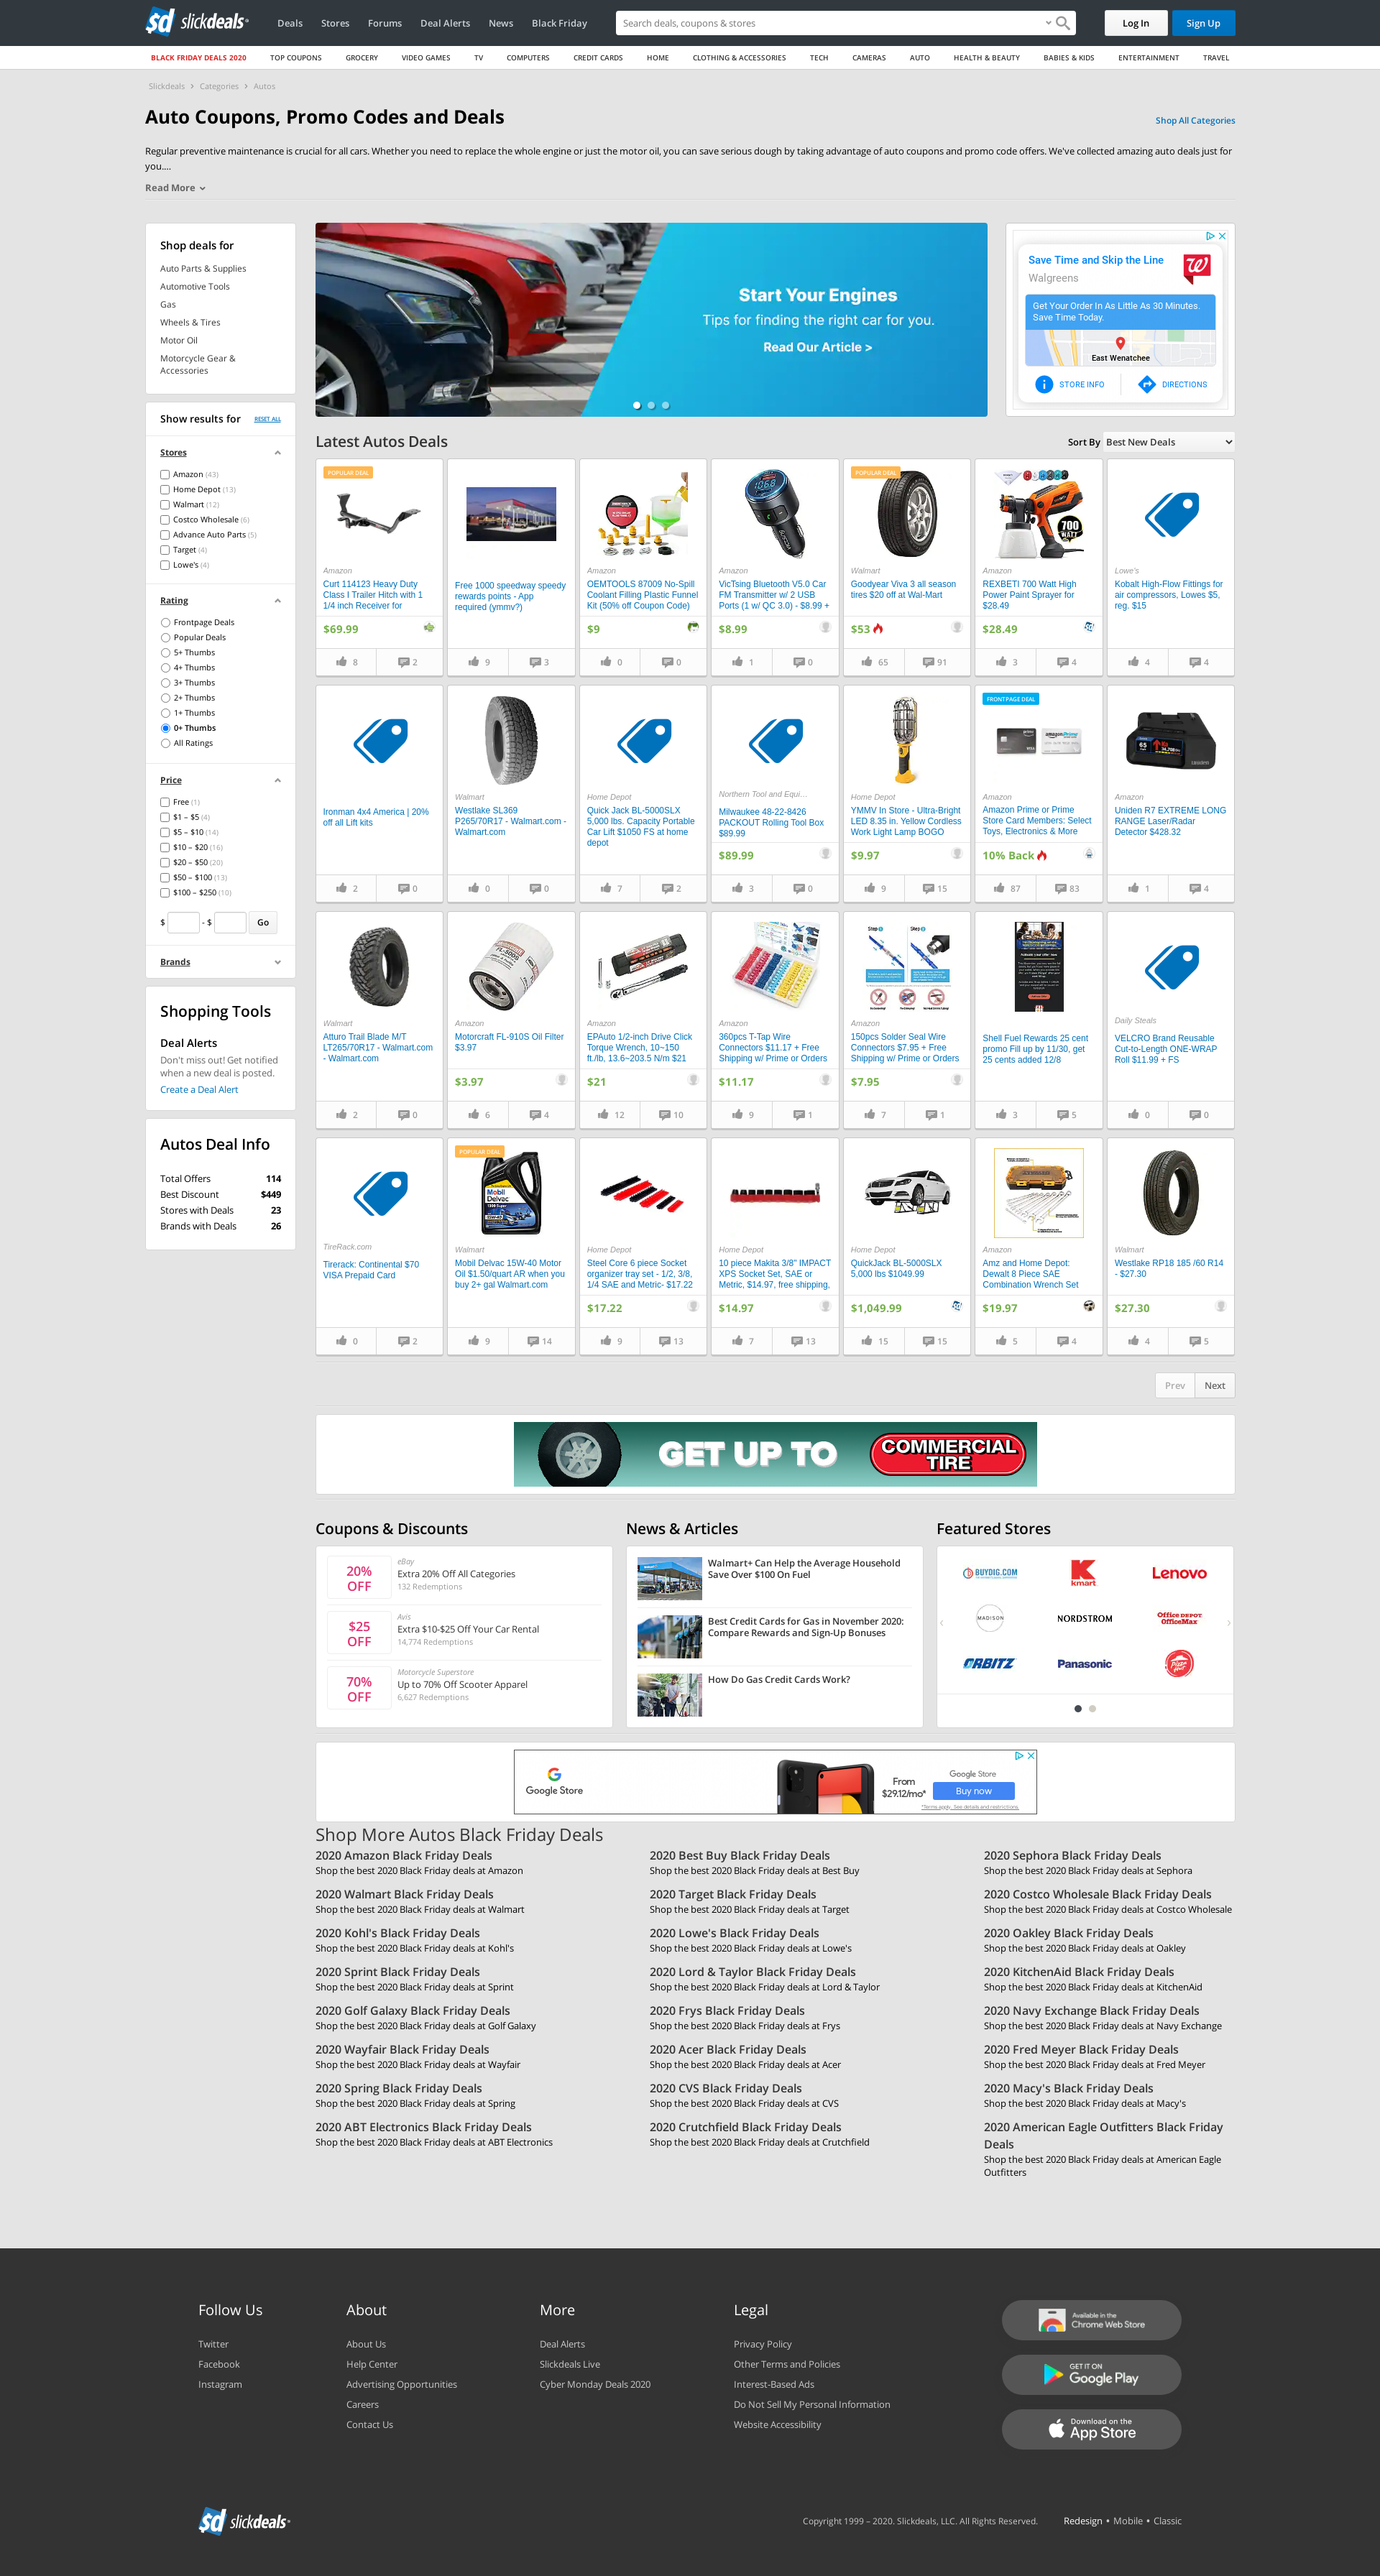 sd slickdeals
Deals Stores Forums Deal Alerts News Black Friday
Search deals, coupons & stores
Log In
Sign Up
BLACK FRIDAY DEALS 2020 TOP COUPONS GROCERY VIDEO GAMES TV COMPUTERS CREDIT CARDS HOME CLOTHING & ACCESSORIES TECH CAMERAS AUTO HEALTH & BEAUTY BABIES & KIDS ENTERTAINMENT TRAVEL
Slickdeals > Categories > Autos
Auto Coupons, Promo Codes and Deals
Shop All Categories
Regular preventive maintenance is crucial for all cars. Whether you need to replace the whole engine or just the motor oil, you can save serious dough by taking advantage of auto coupons and promo code offers. We've collected amazing auto deals just for
you....
Read More
Shop deals for
Auto Parts & Supplies
Automotive Tools
Gas
Wheels & Tires
Motor Oil
Motorcycle Gear &
Accessories
Show results for
RESET ALL
Stores
Amazon (43)
Home Depot (13)
Walmart (12)
Costco Wholesale (6)
Advance Auto Parts (5)
Target (4)
Lowe's (4)
Rating
Frontpage Deals
Popular Deals
5+ Thumbs
4+ Thumbs
3+ Thumbs
2+ Thumbs
1+ Thumbs
0+ Thumbs
All Ratings
Price
Free (1)
$1 – $5 (4)
$5 – $10 (14)
$10 – $20 (16)
$20 – $50 (20)
$50 – $100 (13)
$100 – $250 (10)
$ - $ Go
Brands
Shopping Tools
Deal Alerts
Don't miss out! Get notified
when a new deal is posted.
Create a Deal Alert
Autos Deal Info
Total Offers 114
Best Discount $449
Stores with Deals 23
Brands with Deals 26
Start Your Engines
Tips for finding the right car for you.
Read Our Article >
Save Time and Skip the Line
Walgreens
Get Your Order In As Little As 30 Minutes.
Save Time Today.
East Wenatchee
STORE INFO
DIRECTIONS
Latest Autos Deals
Sort By Best New Deals
POPULAR DEAL
Amazon
Curt 114123 Heavy Duty
Class I Trailer Hitch with 1
1/4 inch Receiver for
$69.99
8 2
Free 1000 speedway speedy
rewards points - App
required (ymmv?)
9 3
Amazon
OEMTOOLS 87009 No-Spill
Coolant Filling Plastic Funnel
Kit (50% off Coupon Code)
$9
0 0
Amazon
VicTsing Bluetooth V5.0 Car
FM Transmitter w/ 2 USB
Ports (1 w/ QC 3.0) - $8.99 +
$8.99
1 0
POPULAR DEAL
Walmart
Goodyear Viva 3 all season
tires $20 off at Wal-Mart
$53
65 91
700
WATT
Amazon
REXBETI 700 Watt High
Power Paint Sprayer for
$28.49
$28.49
3 4
Lowe's
Kobalt High-Flow Fittings for
air compressors, Lowes $5,
reg. $15
4 4
Ironman 4x4 America | 20%
off all Lift kits
2 0
Walmart
Westlake SL369
P265/70R17 - Walmart.com -
Walmart.com
0 0
Home Depot
Quick Jack BL-5000SLX
5,000 lbs. Capacity Portable
Car Lift $1050 FS at home
depot
7 2
Northern Tool and Equi...
Milwaukee 48-22-8426
PACKOUT Rolling Tool Box
$89.99
$89.99
3 0
Home Depot
YMMV In Store - Ultra-Bright
LED 8.35 in. Yellow Cordless
Work Light Lamp BOGO
$9.97
9 15
FRONTPAGE DEAL
Amazon
Amazon Prime or Prime
Store Card Members: Select
Toys, Electronics & More
10% Back
87 83
Amazon
Uniden R7 EXTREME LONG
RANGE Laser/Radar
Detector $428.32
1 4
Walmart
Atturo Trail Blade M/T
LT265/70R17 - Walmart.com
- Walmart.com
2 0
Amazon
Motorcraft FL-910S Oil Filter
$3.97
$3.97
6 4
Amazon
EPAuto 1/2-inch Drive Click
Torque Wrench, 10~150
ft./lb, 13.6~203.5 N/m $21
$21
12 10
Amazon
360pcs T-Tap Wire
Connectors $11.17 + Free
Shipping w/ Prime or Orders
$11.17
9 1
Amazon
150pcs Solder Seal Wire
Connectors $7.95 + Free
Shipping w/ Prime or Orders
$7.95
7 1
Shell Fuel Rewards 25 cent
promo Fill up by 11/30, get
25 cents added 12/8
3 5
Daily Steals
VELCRO Brand Reusable
Cut-to-Length ONE-WRAP
Roll $11.99 + FS
0 0
TireRack.com
Tirerack: Continental $70
VISA Prepaid Card
0 2
POPULAR DEAL
Mobil
Delvac
Walmart
Mobil Delvac 15W-40 Motor
Oil $1.50/quart AR when you
buy 2+ gal Walmart.com
9 14
Home Depot
Steel Core 6 piece Socket
organizer tray set - 1/2, 3/8,
1/4 SAE and Metric- $17.22
$17.22
9 13
Home Depot
10 piece Makita 3/8" IMPACT
XPS Socket Set, SAE or
Metric, $14.97, free shipping,
$14.97
7 13
Home Depot
QuickJack BL-5000SLX
5,000 lbs $1049.99
$1,049.99
15 15
Amazon
Amz and Home Depot:
Dewalt 8 Piece SAE
Combination Wrench Set
$19.97
5 4
Walmart
Westlake RP18 185 /60 R14
- $27.30
$27.30
4 5
Prev Next
GET UP TO
COMMERCIAL
TIRE
Coupons & Discounts
20%
OFF
eBay
Extra 20% Off All Categories
132 Redemptions
$25
OFF
Avis
Extra $10-$25 Off Your Car Rental
14,774 Redemptions
70%
OFF
Motorcycle Superstore
Up to 70% Off Scooter Apparel
6,627 Redemptions
News & Articles
Walmart+ Can Help the Average Household
Save Over $100 On Fuel
Best Credit Cards for Gas in November 2020:
Compare Rewards and Sign-Up Bonuses
How Do Gas Credit Cards Work?
Featured Stores
BUYDIG.COM
kmart
Lenovo
MADISON
NORDSTROM
Office DEPOT
OfficeMax
ORBITZ
Panasonic
Pizza Hut
Google Store
From
$29.12/mo*
Google Store
Buy now
*Terms apply. See details and restrictions.
Shop More Autos Black Friday Deals
2020 Amazon Black Friday Deals
Shop the best 2020 Black Friday deals at Amazon
2020 Best Buy Black Friday Deals
Shop the best 2020 Black Friday deals at Best Buy
2020 Sephora Black Friday Deals
Shop the best 2020 Black Friday deals at Sephora
2020 Walmart Black Friday Deals
Shop the best 2020 Black Friday deals at Walmart
2020 Target Black Friday Deals
Shop the best 2020 Black Friday deals at Target
2020 Costco Wholesale Black Friday Deals
Shop the best 2020 Black Friday deals at Costco Wholesale
2020 Kohl's Black Friday Deals
Shop the best 2020 Black Friday deals at Kohl's
2020 Lowe's Black Friday Deals
Shop the best 2020 Black Friday deals at Lowe's
2020 Oakley Black Friday Deals
Shop the best 2020 Black Friday deals at Oakley
2020 Sprint Black Friday Deals
Shop the best 2020 Black Friday deals at Sprint
2020 Lord & Taylor Black Friday Deals
Shop the best 2020 Black Friday deals at Lord & Taylor
2020 KitchenAid Black Friday Deals
Shop the best 2020 Black Friday deals at KitchenAid
2020 Golf Galaxy Black Friday Deals
Shop the best 2020 Black Friday deals at Golf Galaxy
2020 Frys Black Friday Deals
Shop the best 2020 Black Friday deals at Frys
2020 Navy Exchange Black Friday Deals
Shop the best 2020 Black Friday deals at Navy Exchange
2020 Wayfair Black Friday Deals
Shop the best 2020 Black Friday deals at Wayfair
2020 Acer Black Friday Deals
Shop the best 2020 Black Friday deals at Acer
2020 Fred Meyer Black Friday Deals
Shop the best 2020 Black Friday deals at Fred Meyer
2020 Spring Black Friday Deals
Shop the best 2020 Black Friday deals at Spring
2020 CVS Black Friday Deals
Shop the best 2020 Black Friday deals at CVS
2020 Macy's Black Friday Deals
Shop the best 2020 Black Friday deals at Macy's
2020 ABT Electronics Black Friday Deals
Shop the best 2020 Black Friday deals at ABT Electronics
2020 Crutchfield Black Friday Deals
Shop the best 2020 Black Friday deals at Crutchfield
2020 American Eagle Outfitters Black Friday
Deals
Shop the best 2020 Black Friday deals at American Eagle
Outfitters
Follow Us
Twitter
Facebook
Instagram
About
About Us
Help Center
Advertising Opportunities
Careers
Contact Us
More
Deal Alerts
Slickdeals Live
Cyber Monday Deals 2020
Legal
Privacy Policy
Other Terms and Policies
Interest-Based Ads
Do Not Sell My Personal Information
Website Accessibility
Available in the
Chrome Web Store
GET IT ON
Google Play
Download on the
App Store
sd slickdeals
Copyright 1999 – 2020. Slickdeals, LLC. All Rights Reserved.
Redesign • Mobile • Classic